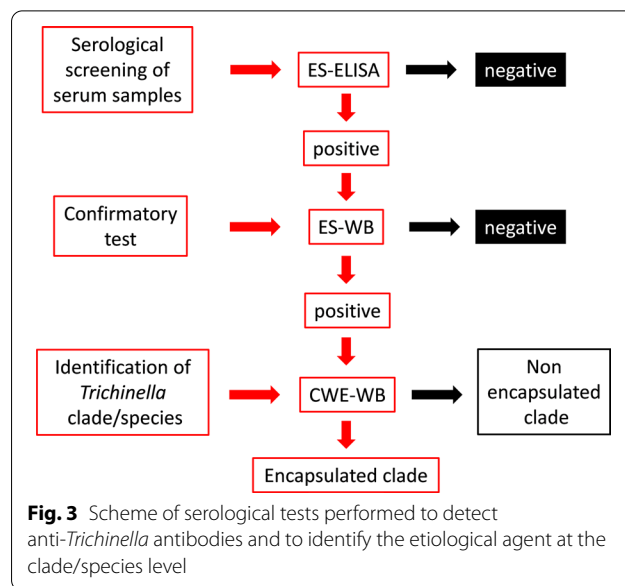 Serological
screening of
serum samples
ES-ELISA
negative
positive
Confirmatory
test
ES-WB
negative
positive
Identification of
Trichinella
clade/species
CWE-WB
Non
encapsulated
clade
Encapsulated clade
Fig. 3 Scheme of serological tests performed to detect
anti-Trichinella antibodies and to identify the etiological agent at the
clade/species level